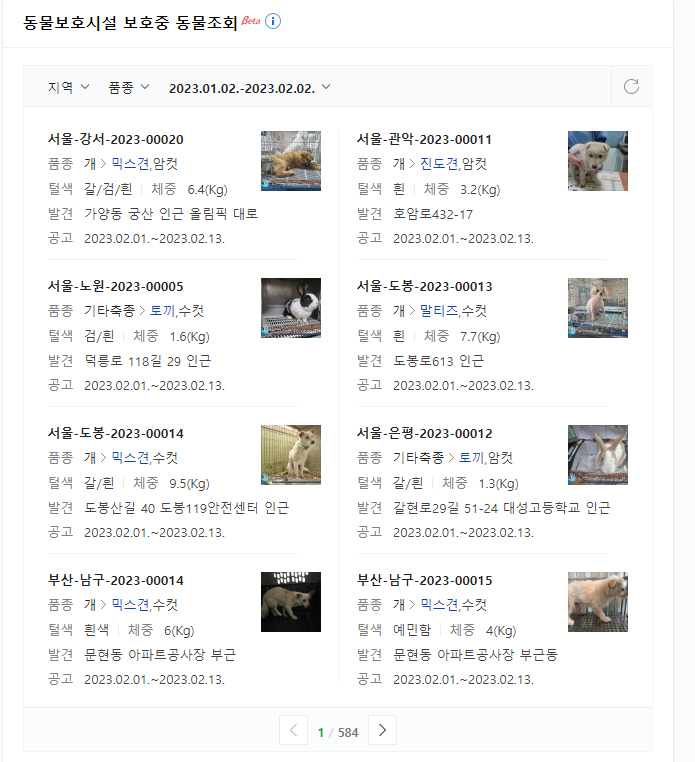 동물보호시설 보호중 동물조회 Beta
지역 품종 2023.01.02.-2023.02.02.
서울-강서-2023-00020
품종 개 > 믹스견,암컷
털색 갈/검/흰 체중 6.4(Kg)
발견 가양동 궁산 인근 올림픽 대로
공고 2023.02.01.~2023.02.13.
서울-관악-2023-00011
품종 개 > 진도견,암컷
털색 흰 체중 3.2(Kg)
발견 호암로432-17
공고 2023.02.01.~2023.02.13.
서울-노원-2023-00005
품종 기타축종 > 토끼,수컷
털색 검/흰 체중 1.6(Kg)
발견 덕릉로 118길 29 인근
공고 2023.02.01.~2023.02.13.
서울-도봉-2023-00013
품종 개 > 말티즈,수컷
털색 흰 체중 7.7(Kg)
발견 도봉로613 인근
공고 2023.02.01.~2023.02.13.
서울-도봉-2023-00014
품종 개 > 믹스견,수컷
털색 갈/흰 체중 9.5(Kg)
발견 도봉산길 40 도봉119안전센터 인근
공고 2023.02.01.~2023.02.13.
서울-은평-2023-00012
품종 기타축종 > 토끼,암컷
털색 갈/흰 체중 1.3(Kg)
발견 갈현로29길 51-24 대성고등학교 인근
공고 2023.02.01.~2023.02.13.
부산-남구-2023-00014
품종 개 > 믹스견,수컷
털색 흰색 체중 6(Kg)
발견 문현동 아파트공사장 부근
공고 2023.02.01.~2023.02.13.
부산-남구-2023-00015
품종 개 > 믹스견,수컷
털색 예민함 체중 4(Kg)
발견 문현동 아파트공사장 부근동
공고 2023.02.01.~2023.02.13.
< 1 / 584 >